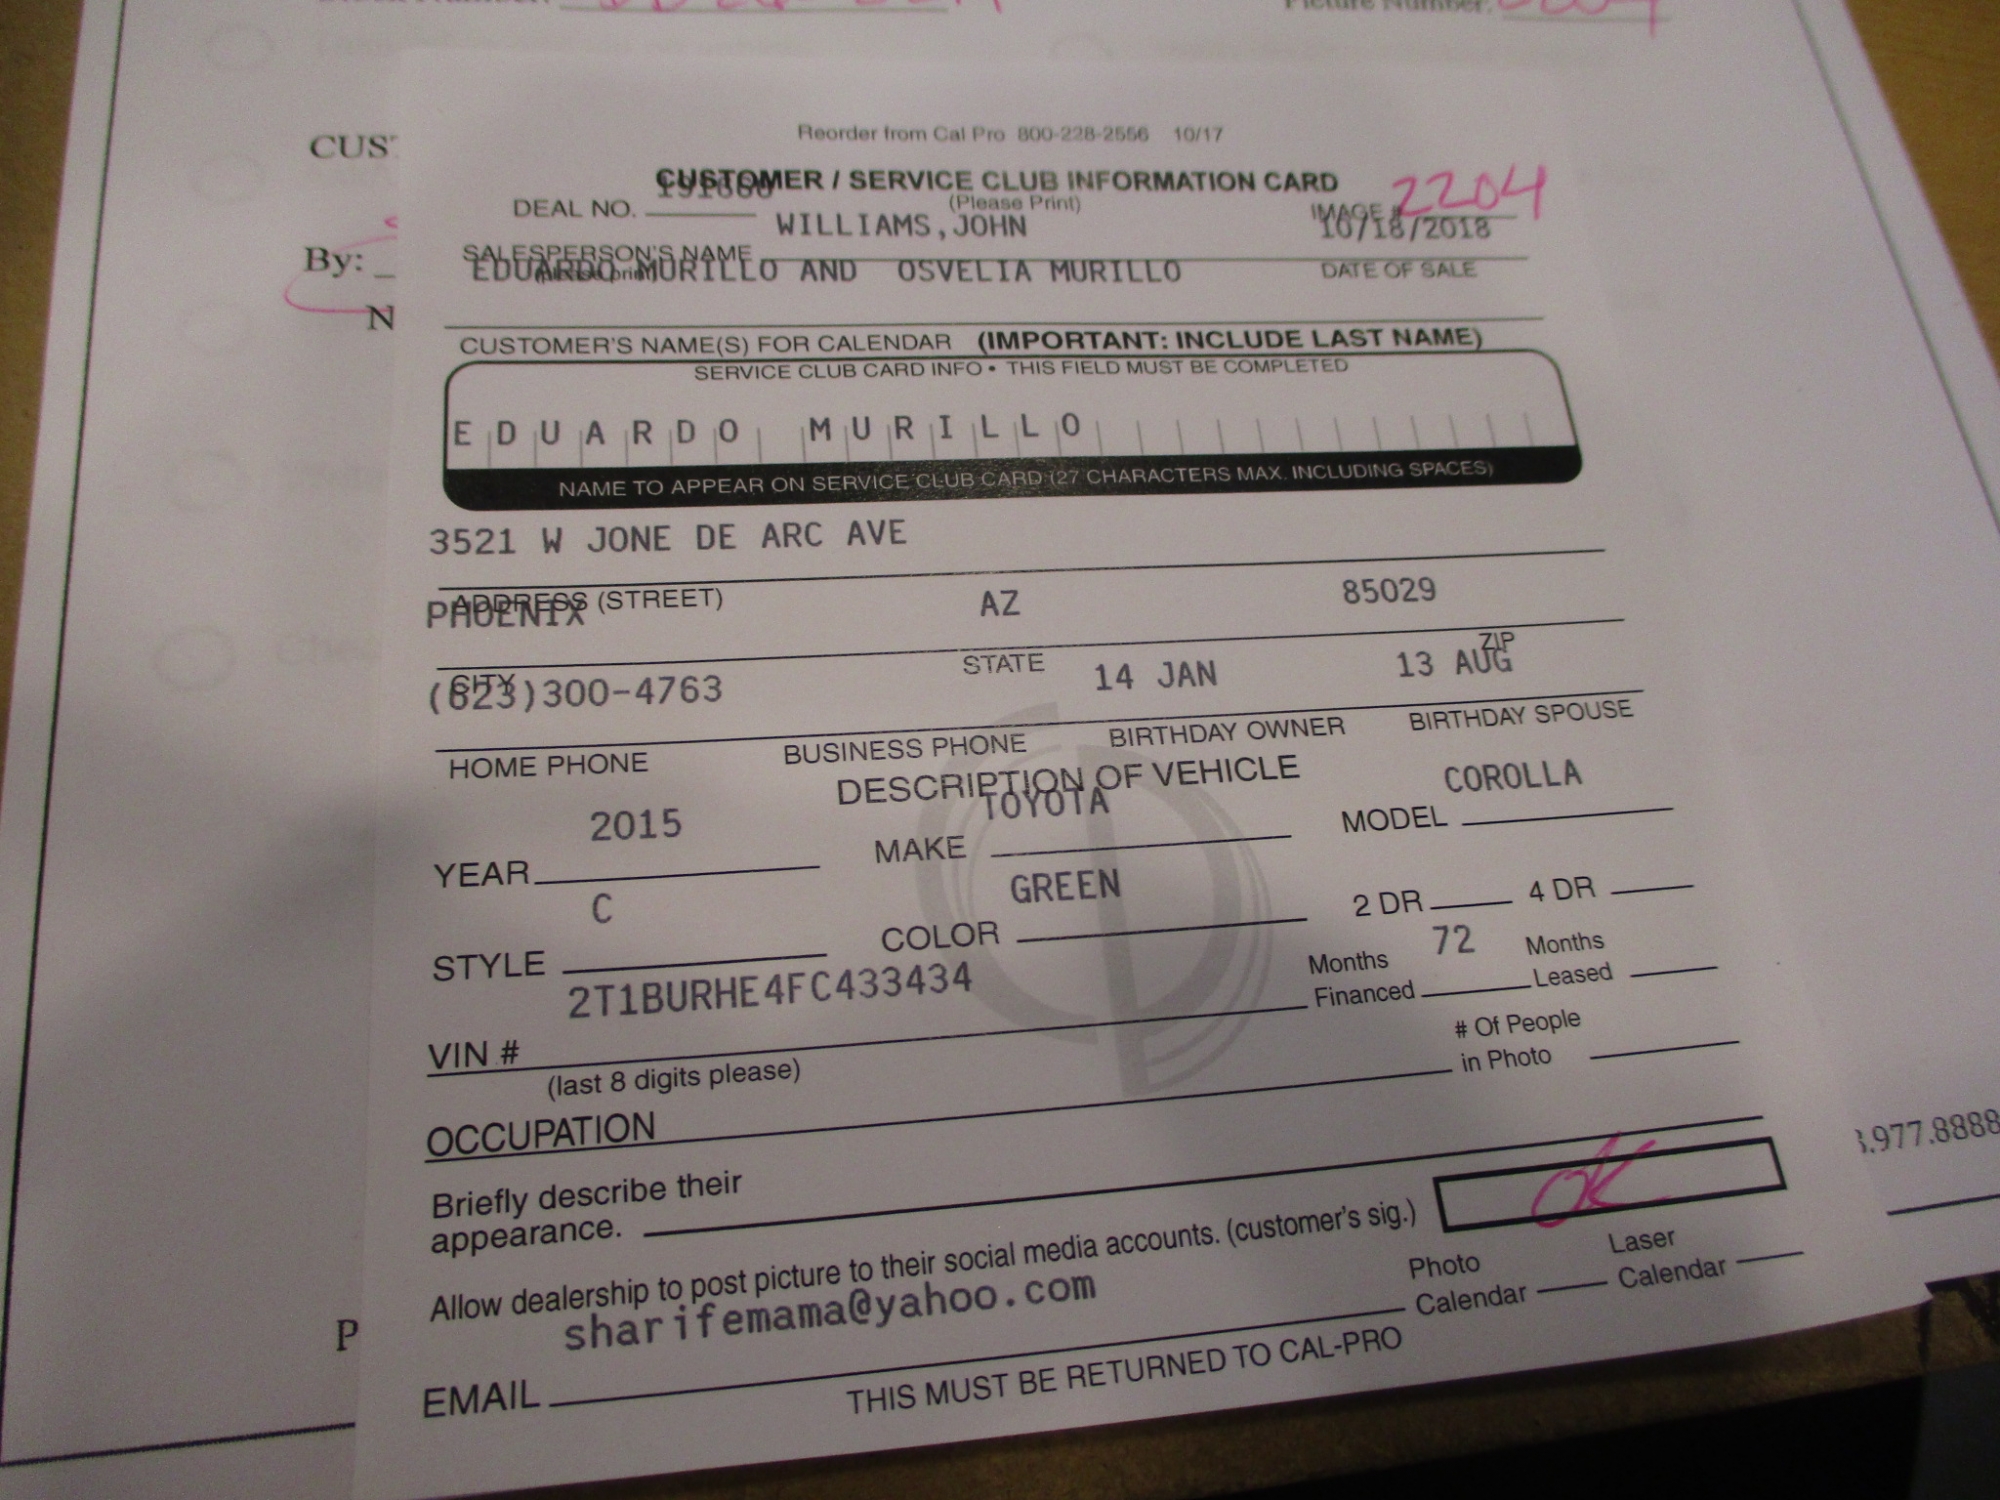 Picture Number: 2204
Reorder from Cal Pro 800-228-2556 10/17
CUS
CUSTOMER / SERVICE CLUB INFORMATION CARD
(Please Print)
DEAL NO.
IMAGE # 2204
WILLIAMS,JOHN 10/18/2018
By:
SALESPERSON'S NAME DATE OF SALE
EDUARDO MURILLO AND OSVELIA MURILLO
N
CUSTOMER'S NAME(S) FOR CALENDAR (IMPORTANT: INCLUDE LAST NAME)
SERVICE CLUB CARD INFO • THIS FIELD MUST BE COMPLETED
EDUARDO MURILLO
NAME TO APPEAR ON SERVICE CLUB CARD (27 CHARACTERS MAX. INCLUDING SPACES)
3521 W JONE DE ARC AVE
ADDRESS (STREET)
PHOENIX AZ 85029
CITY STATE ZIP
(623)300-4763 14 JAN 13 AUG
HOME PHONE BUSINESS PHONE BIRTHDAY OWNER BIRTHDAY SPOUSE
DESCRIPTION OF VEHICLE
2015 TOYOTA COROLLA
YEAR MAKE MODEL
C GREEN
STYLE COLOR 2 DR 4 DR
2T1BURHE4FC433434
Months Financed 72 Months Leased
VIN #
(last 8 digits please)
# Of People in Photo
OCCUPATION
Briefly describe their
appearance.
Allow dealership to post picture to their social media accounts. (customer's sig.) OK
Photo Calendar Laser Calendar
sharifemama@yahoo.com
EMAIL
THIS MUST BE RETURNED TO CAL-PRO
.977.8888
P